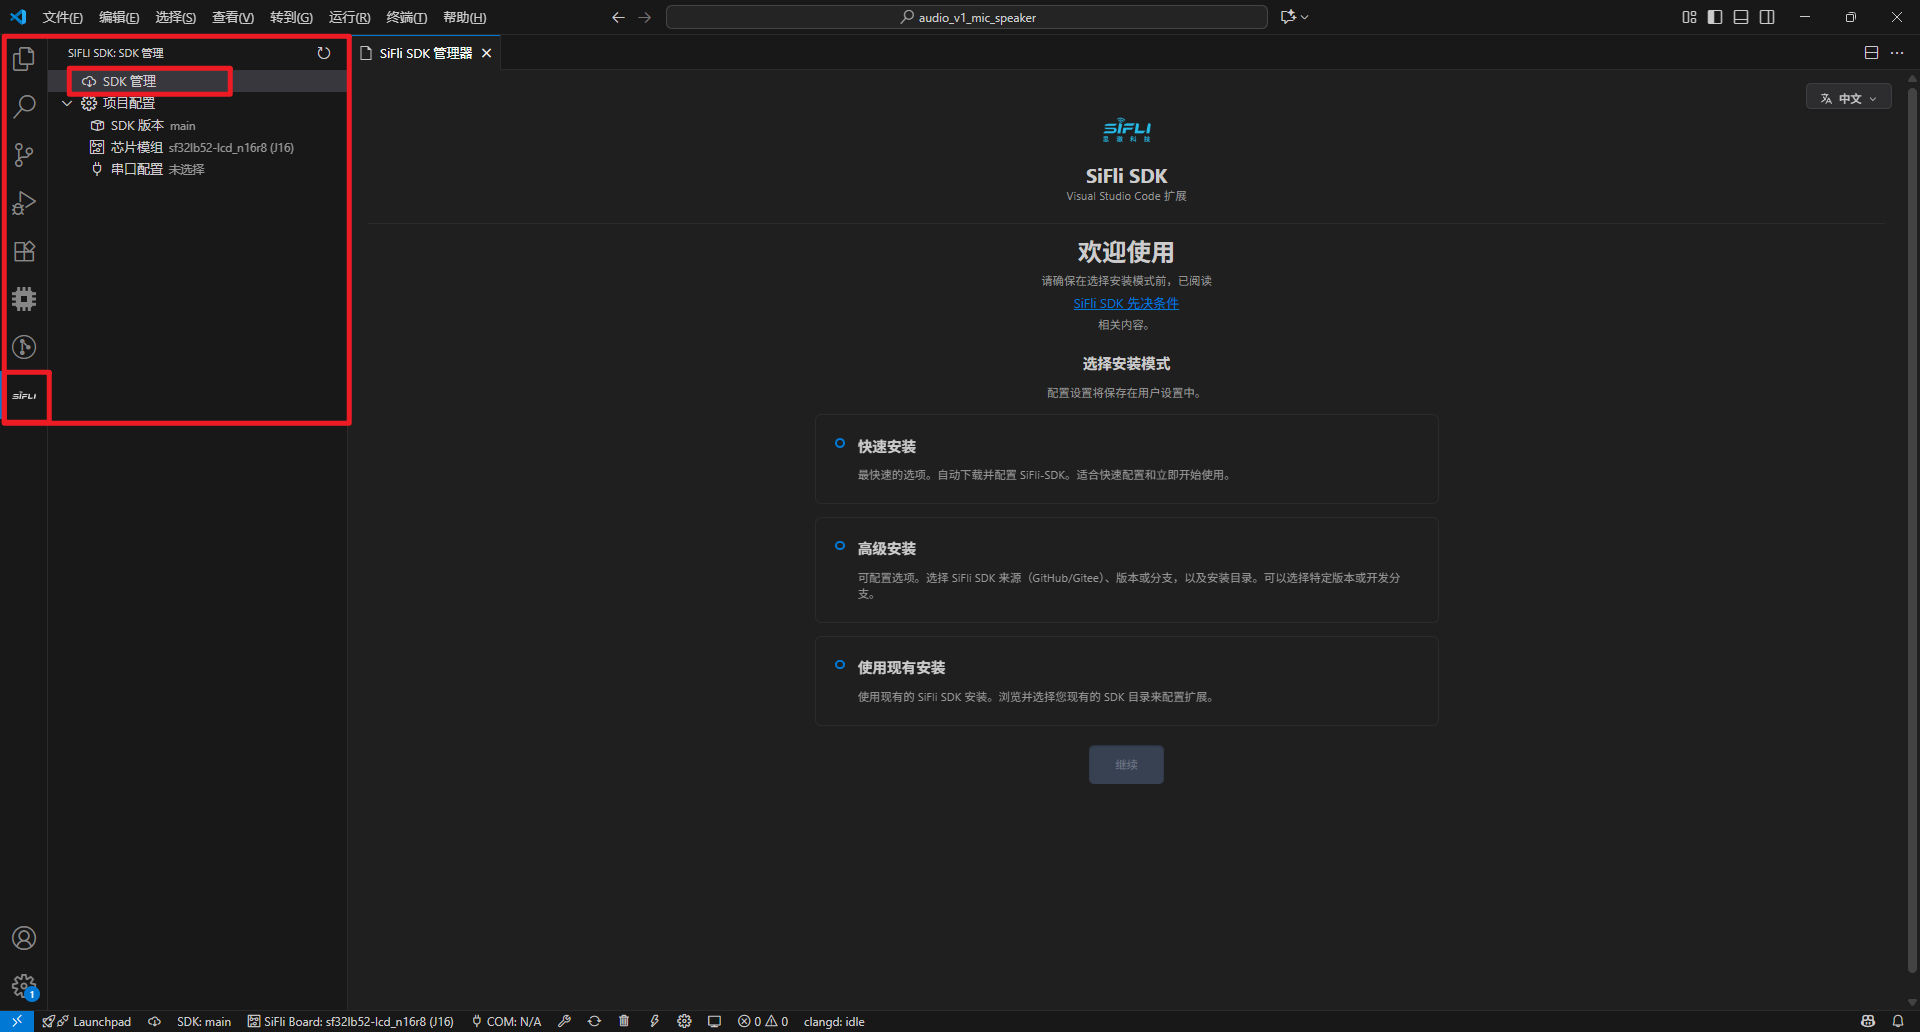 文件(F) 编辑(E) 选择(S) 查看(V) 转到(G) 运行(R) 终端(T) 帮助(H)
audio_v1_mic_speaker
SIFLI SDK: SDK 管理
SDK 管理
项目配置
SDK 版本 main
芯片模组 sf32lb52-lcd_n16r8 (J16)
串口配置 未选择
SiFLi
SiFli SDK 管理器
中文
SiFLi
思澈科技
SiFli SDK
Visual Studio Code 扩展
欢迎使用
请确保在选择安装模式前，已阅读
SiFli SDK 先决条件
相关内容。
选择安装模式
配置设置将保存在用户设置中。
快速安装
最快速的选项。自动下载并配置 SiFli-SDK。适合快速配置和立即开始使用。
高级安装
可配置选项。选择 SiFli SDK 来源（GitHub/Gitee）、版本或分支，以及安装目录。可以选择特定版本或开发分
支。
使用现有安装
使用现有的 SiFli SDK 安装。浏览并选择您现有的 SDK 目录来配置扩展。
继续
1
Launchpad SDK: main SiFli Board: sf32lb52-lcd_n16r8 (J16) COM: N/A 0 0 clangd: idle